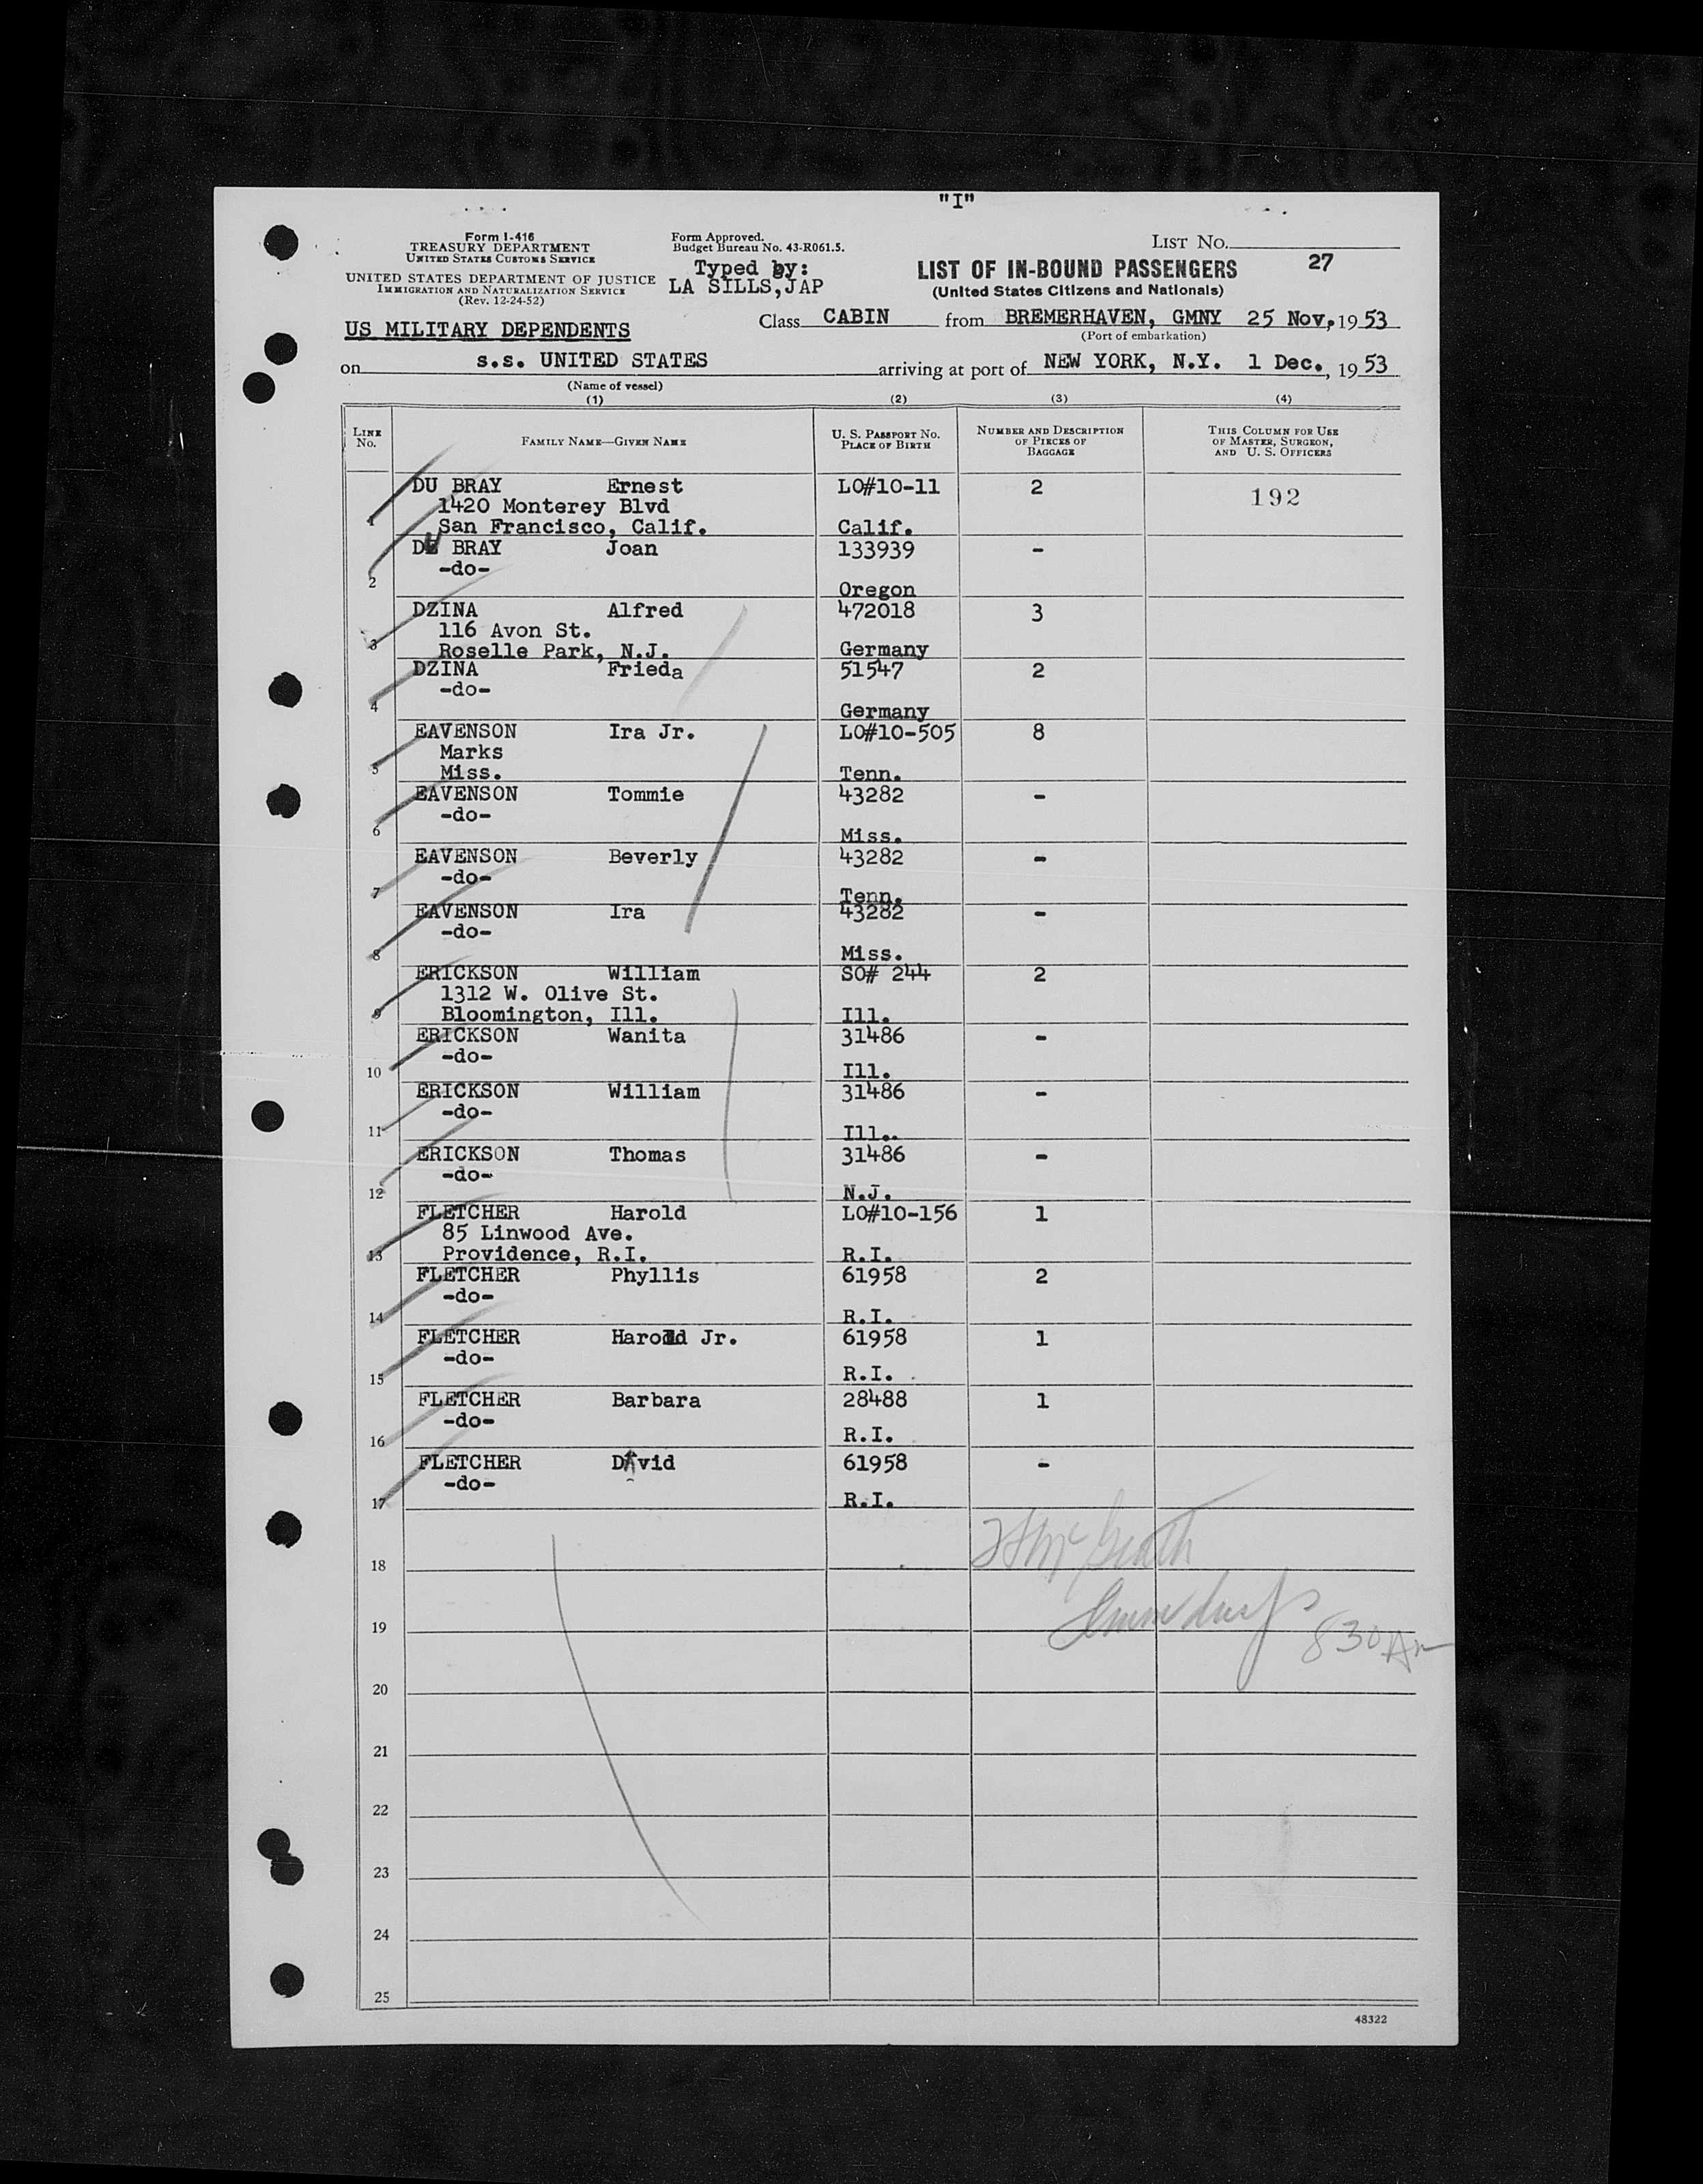 "I"
Form I-416
TREASURY DEPARTMENT
UNITED STATES CUSTOMS SERVICE
UNITED STATES DEPARTMENT OF JUSTICE
IMMIGRATION AND NATURALIZATION SERVICE
(Rev. 12-24-52)
Form Approved.
Budget Bureau No. 43-R061.5.
Typed by:
LA SILLS, JAP
LIST NO.
27
LIST OF IN-BOUND PASSENGERS
(United States Citizens and Nationals)
US MILITARY DEPENDENTS
Class CABIN from BREMERHAVEN, GMNY 25 Nov, 1953
(Port of embarkation)
on s.s. UNITED STATES arriving at port of NEW YORK, N.Y. 1 Dec., 1953
(Name of vessel)
(1) (2) (3) (4)
LINE NO. FAMILY NAME—GIVEN NAME U. S. PASSPORT NO. PLACE OF BIRTH NUMBER AND DESCRIPTION OF PIECES OF BAGGAGE THIS COLUMN FOR USE OF MASTER, SURGEON, AND U. S. OFFICERS
DU BRAY Ernest LO#10-11 2 192
1420 Monterey Blvd
1 San Francisco, Calif. Calif.
DU BRAY Joan 133939 -
-do-
2 Oregon
DZINA Alfred 472018 3
116 Avon St.
3 Roselle Park, N.J. Germany
DZINA Frieda 51547 2
-do-
4 Germany
EAVENSON Ira Jr. LO#10-505 8
Marks
5 Miss. Tenn.
EAVENSON Tommie 43282 -
-do-
6 Miss.
EAVENSON Beverly 43282 -
-do-
7 Tenn.
EAVENSON Ira 43282 -
-do-
8 Miss.
ERICKSON William SO# 244 2
1312 W. Olive St.
9 Bloomington, Ill. Ill.
ERICKSON Wanita 31486 -
-do-
10 Ill.
ERICKSON William 31486 -
-do-
11 Ill..
ERICKSON Thomas 31486 -
-do-
12 N.J.
FLETCHER Harold LO#10-156 1
85 Linwood Ave.
13 Providence, R.I. R.I.
FLETCHER Phyllis 61958 2
-do-
14 R.I.
FLETCHER Harold Jr. 61958 1
-do-
15 R.I.
FLETCHER Barbara 28488 1
-do-
16 R.I.
FLETCHER David 61958 -
-do-
17 R.I.
18
19
830 Am
20
21
22
23
24
25
48322